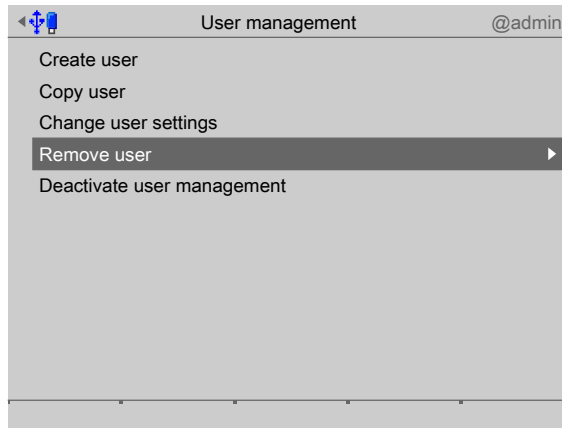 User management @admin
Create user
Copy user
Change user settings
Remove user
Deactivate user management